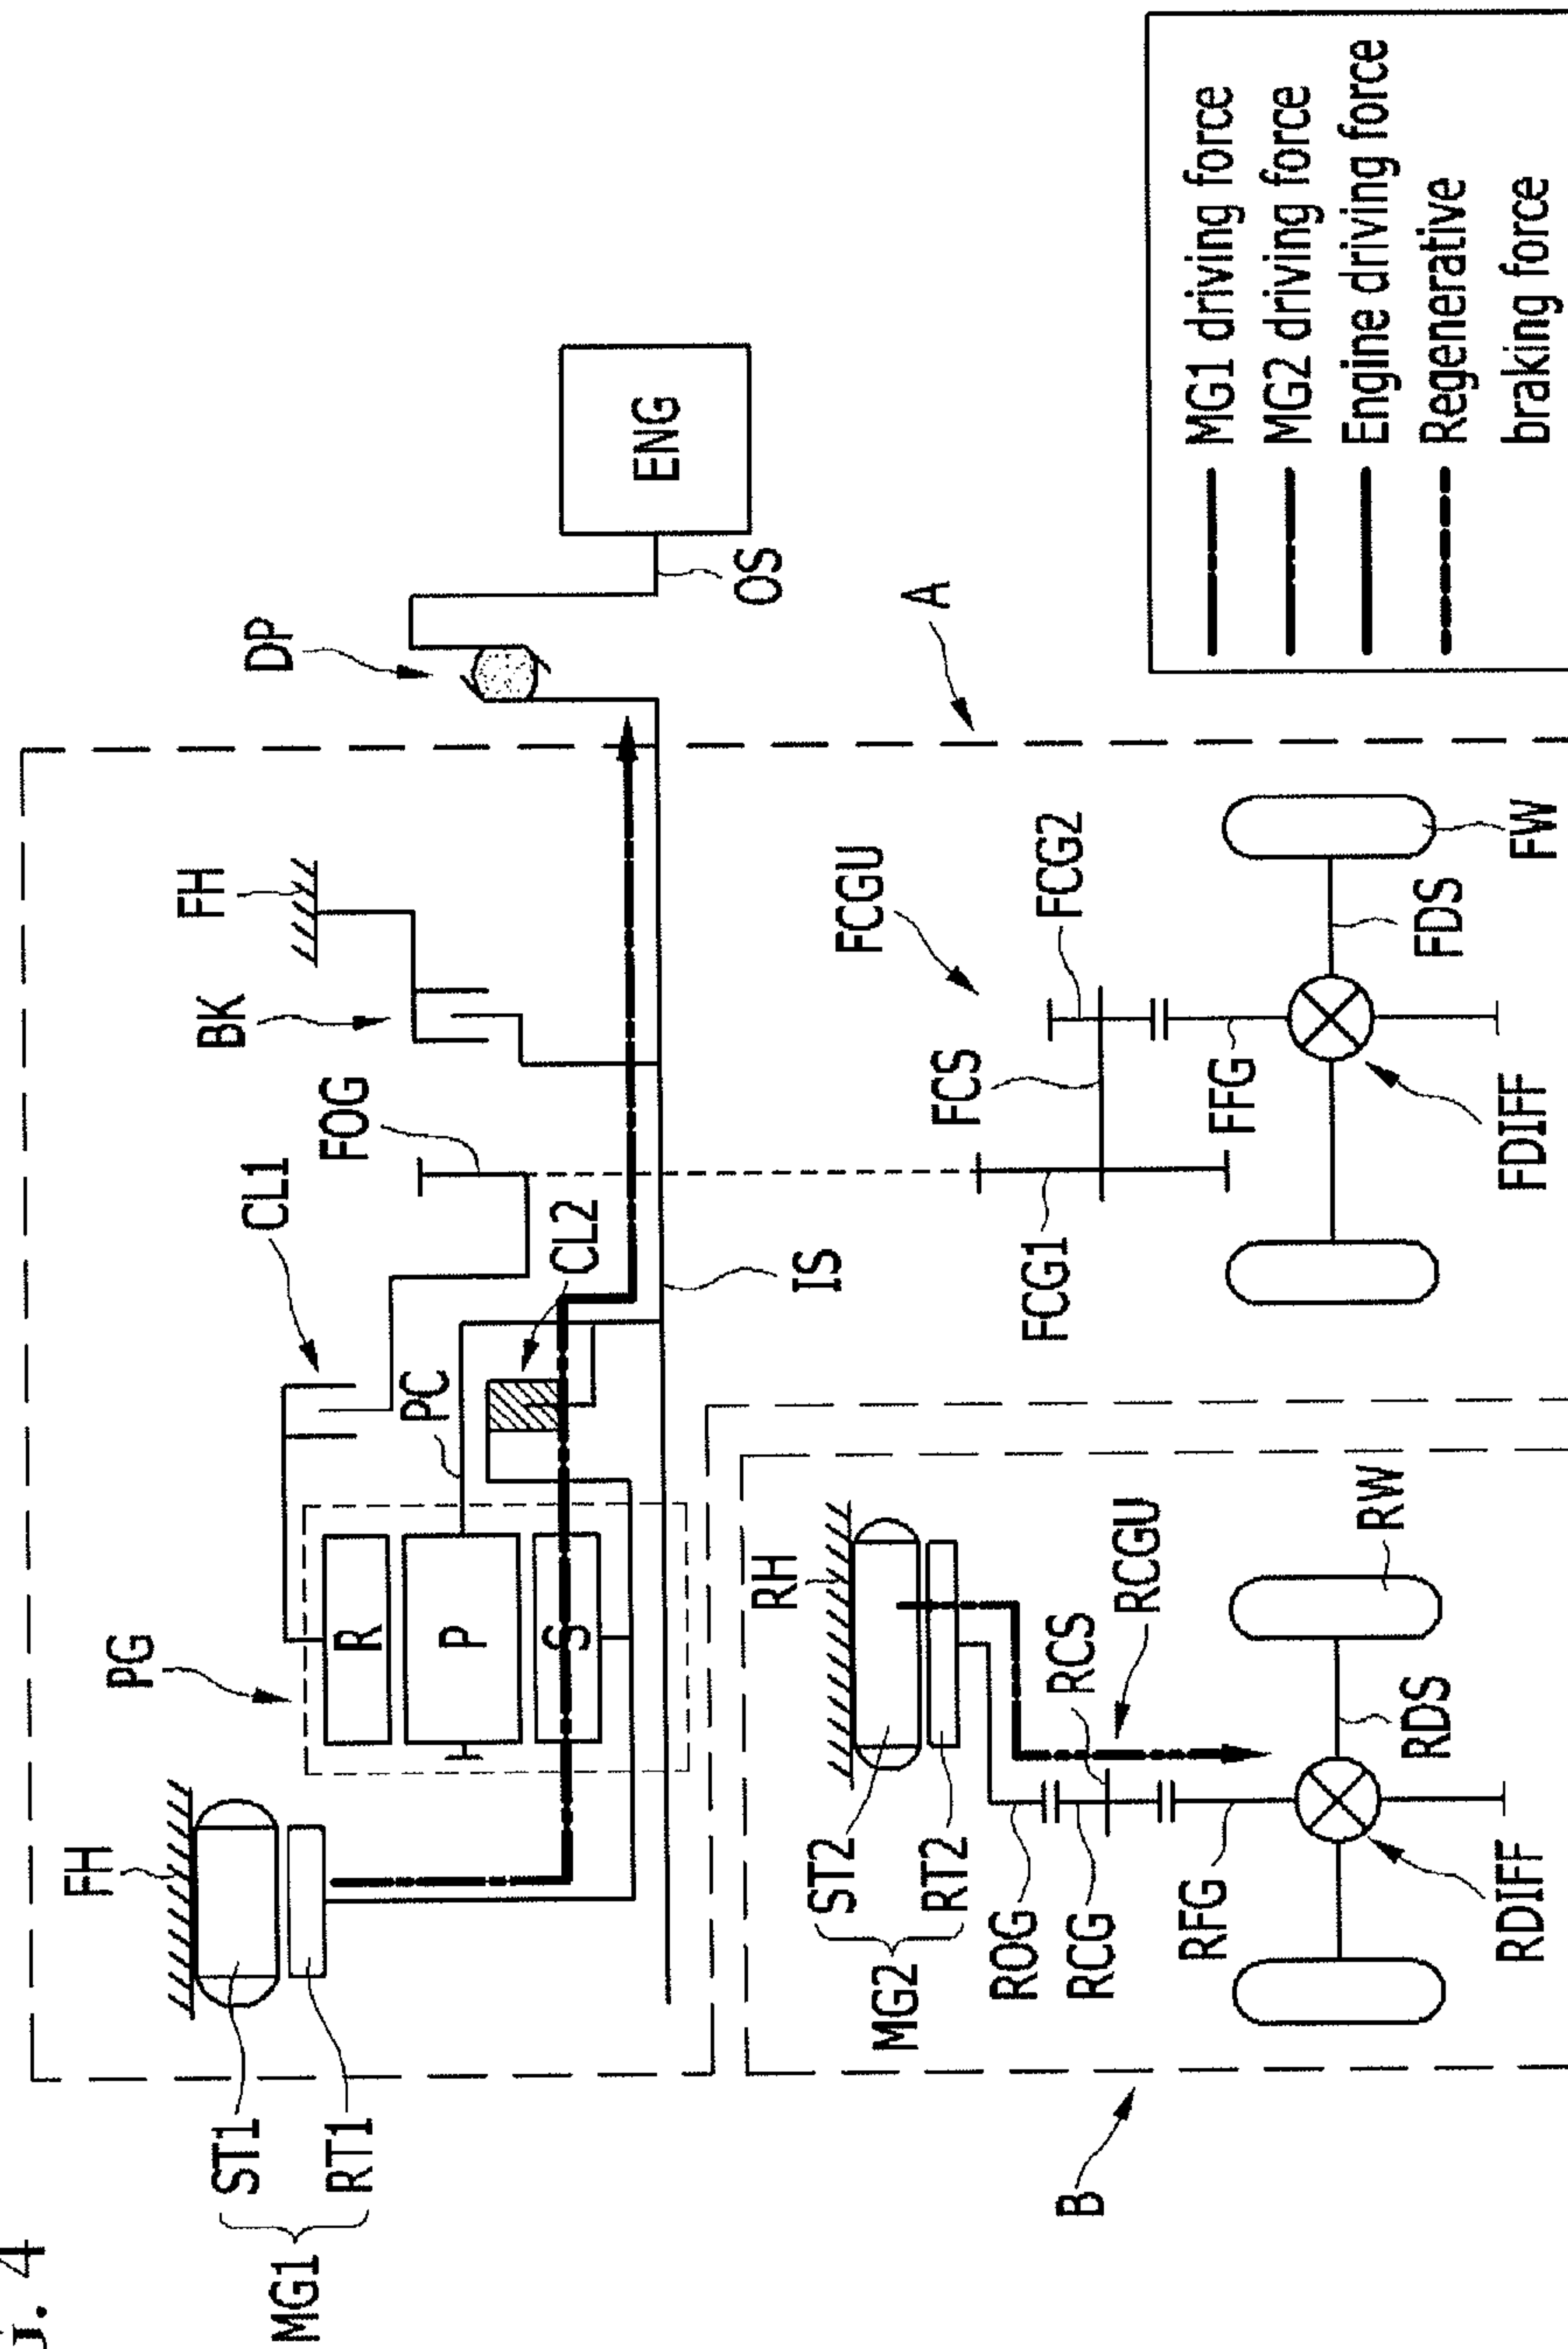 G. 4
MG1
ST1
RT1
FH
PG
R
P
S
PC
CL1
CL2
FOG
BK
FH
DP
ENG
OS
IS
A
B
MG2
ST2
RT2
RH
ROG
RCG
RCS
RCGU
RFG
RDIFF
RDS
RW
FCG1
FCS
FCGU
FCG2
FFG
FDIFF
FDS
FW
MG1 driving force
MG2 driving force
Engine driving force
Regenerative
braking force